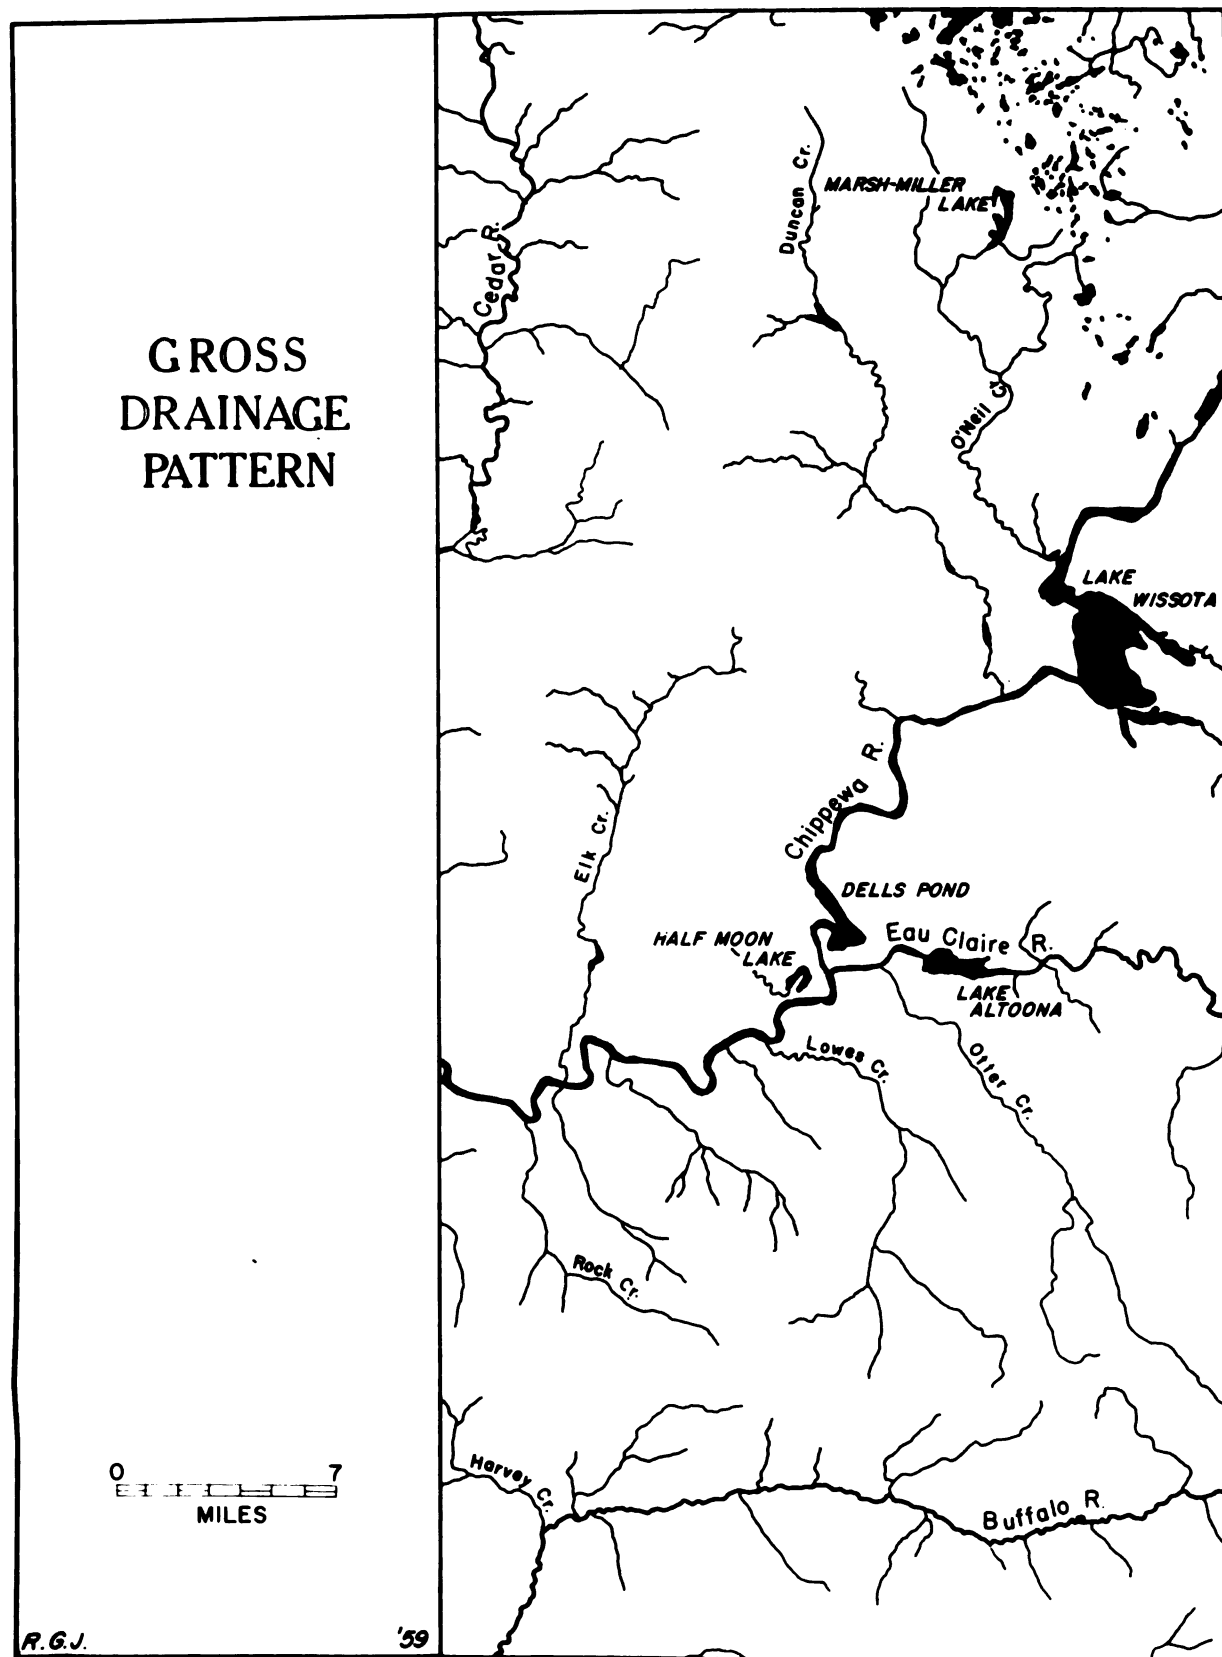 GROSS
DRAINAGE
PATTERN
0 7
MILES
R.G.J. '59
Cedar R.
Duncan Cr.
MARSH-MILLER
LAKE
O'Neil Cr.
LAKE
WISSOTA
Chippewa R.
Elk Cr.
DELLS POND
HALF MOON
LAKE
Eau Claire R.
LAKE
ALTOONA
Lowes Cr.
Otter Cr.
Rock Cr.
Harvey Cr.
Buffalo R.